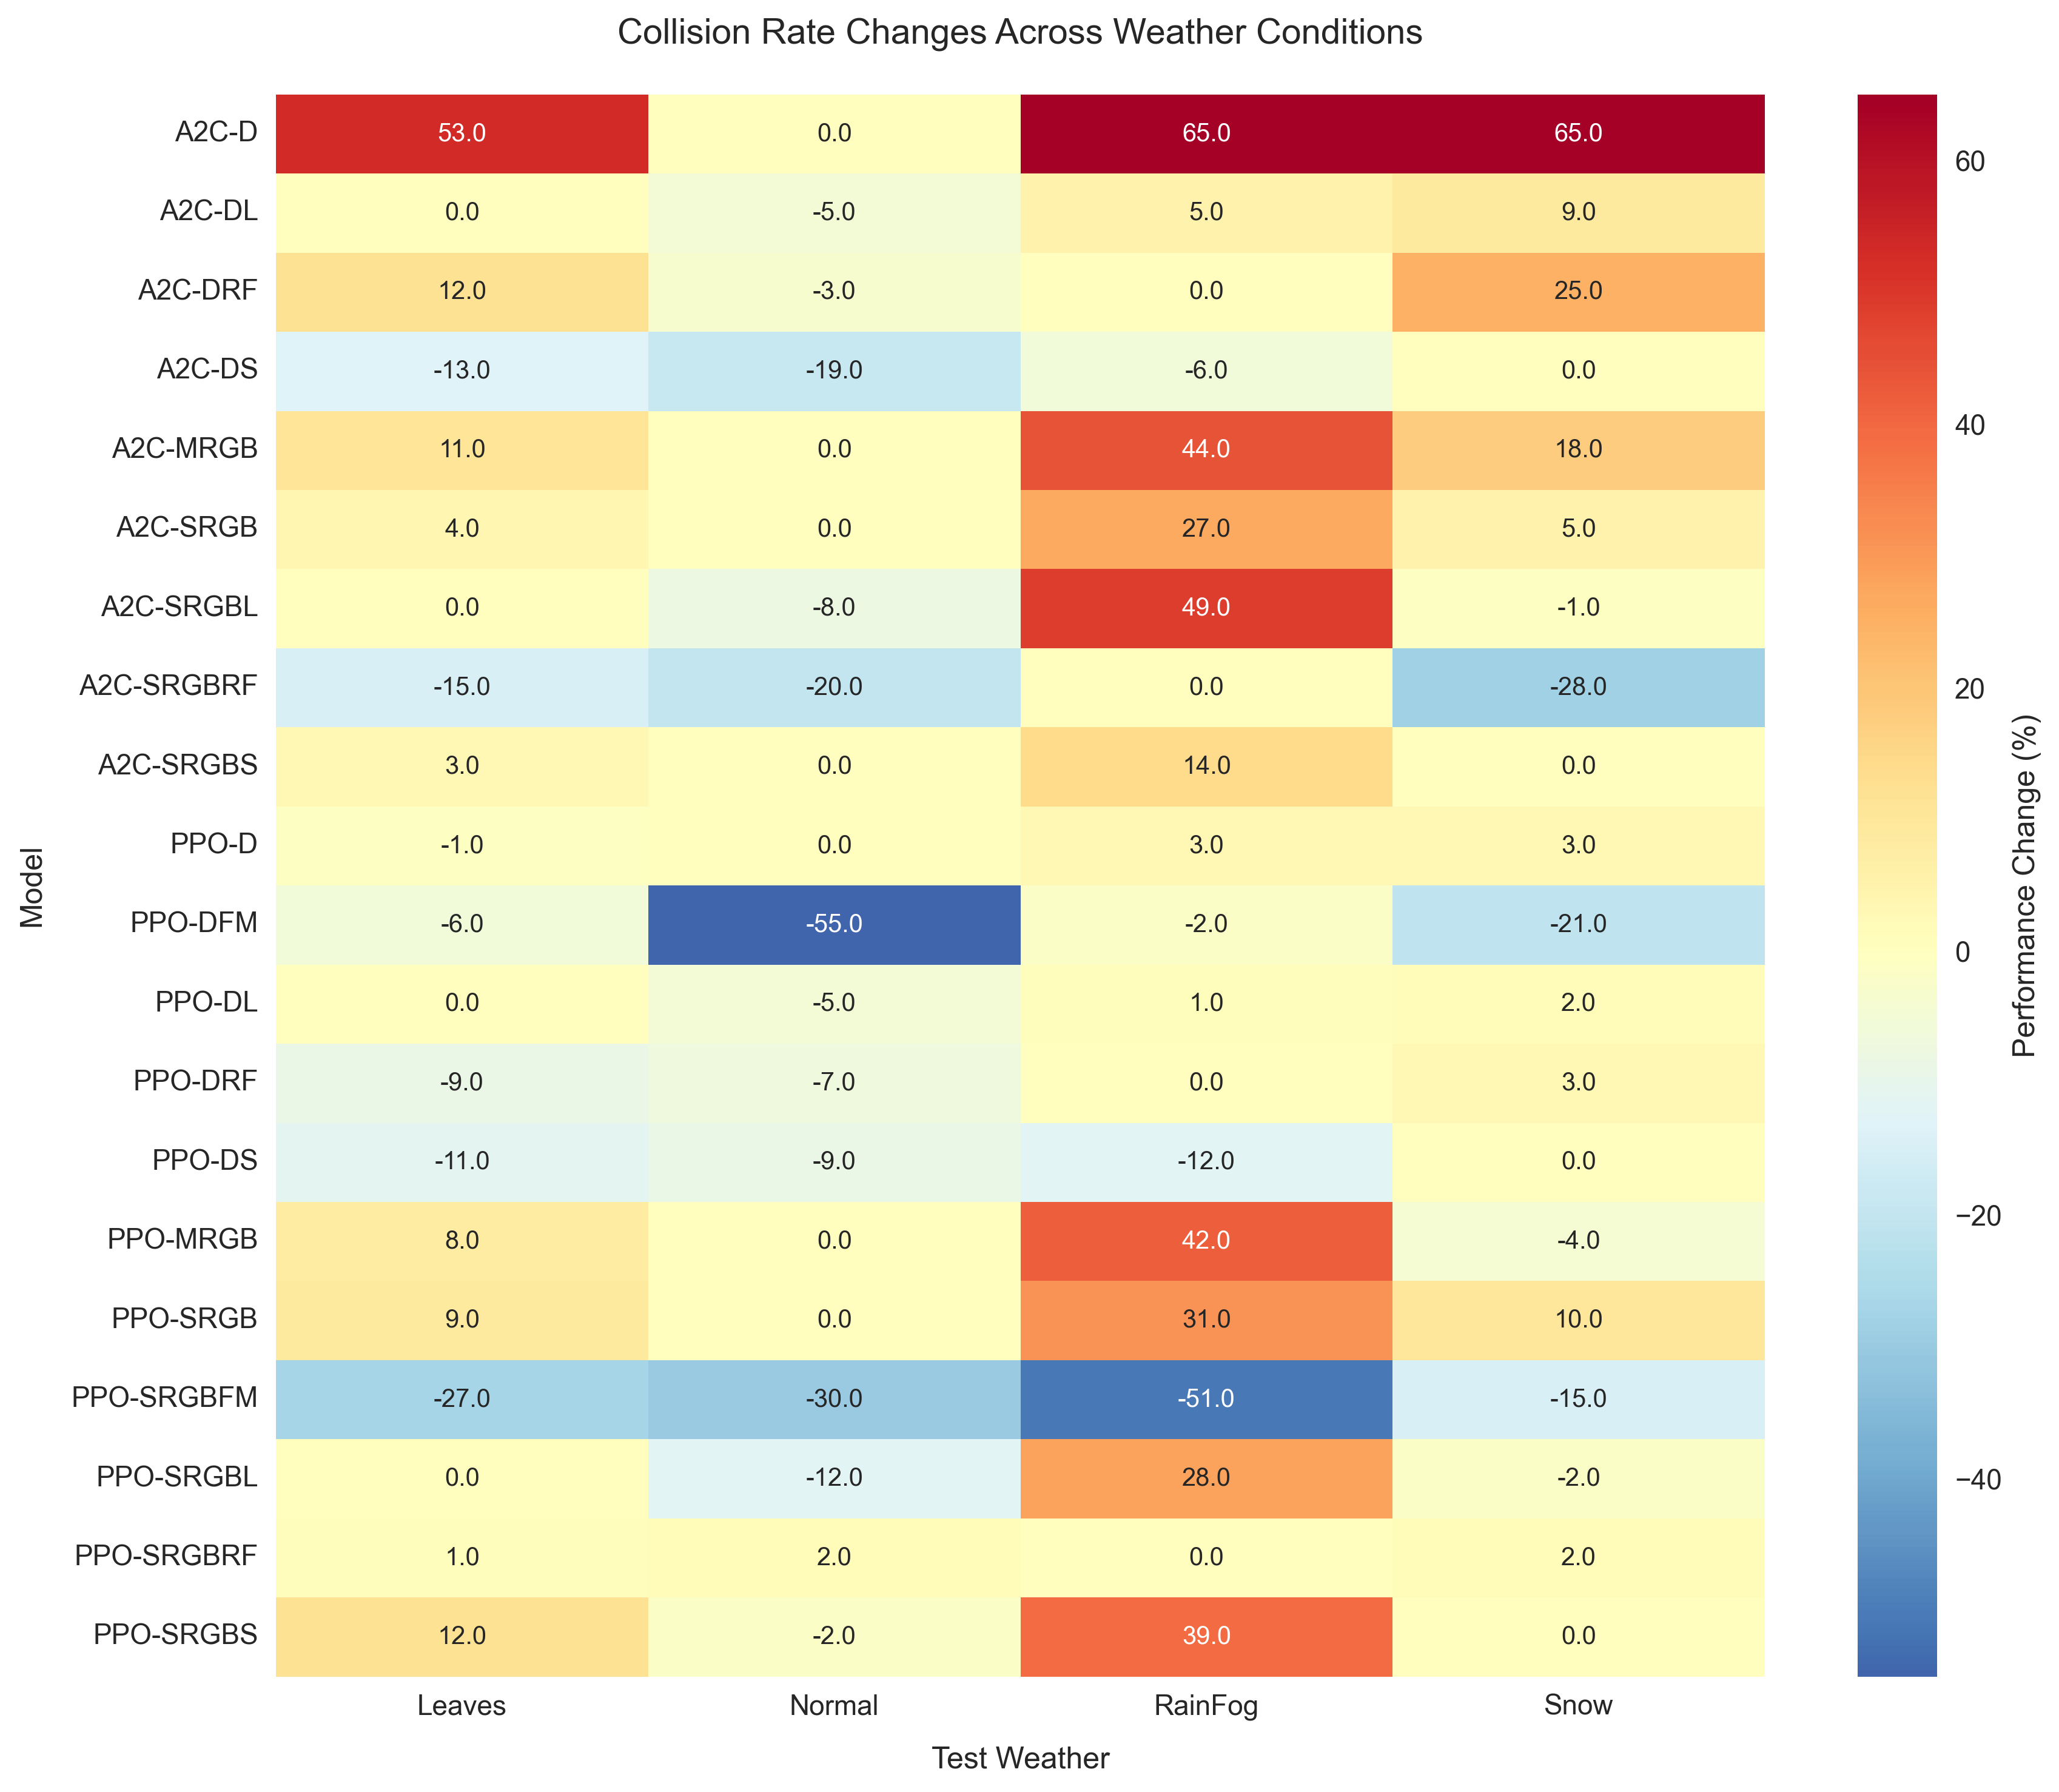 Collision Rate Changes Across Weather Conditions
A2C-D 53.0 0.0 65.0 65.0
A2C-DL 0.0 -5.0 5.0 9.0
A2C-DRF 12.0 -3.0 0.0 25.0
A2C-DS -13.0 -19.0 -6.0 0.0
A2C-MRGB 11.0 0.0 44.0 18.0
A2C-SRGB 4.0 0.0 27.0 5.0
A2C-SRGBL 0.0 -8.0 49.0 -1.0
A2C-SRGBRF -15.0 -20.0 0.0 -28.0
A2C-SRGBS 3.0 0.0 14.0 0.0
PPO-D -1.0 0.0 3.0 3.0
PPO-DFM -6.0 -55.0 -2.0 -21.0
PPO-DL 0.0 -5.0 1.0 2.0
PPO-DRF -9.0 -7.0 0.0 3.0
PPO-DS -11.0 -9.0 -12.0 0.0
PPO-MRGB 8.0 0.0 42.0 -4.0
PPO-SRGB 9.0 0.0 31.0 10.0
PPO-SRGBFM -27.0 -30.0 -51.0 -15.0
PPO-SRGBL 0.0 -12.0 28.0 -2.0
PPO-SRGBRF 1.0 2.0 0.0 2.0
PPO-SRGBS 12.0 -2.0 39.0 0.0
Leaves Normal RainFog Snow
Test Weather
Model
60
40
20
0
−20
−40
Performance Change (%)